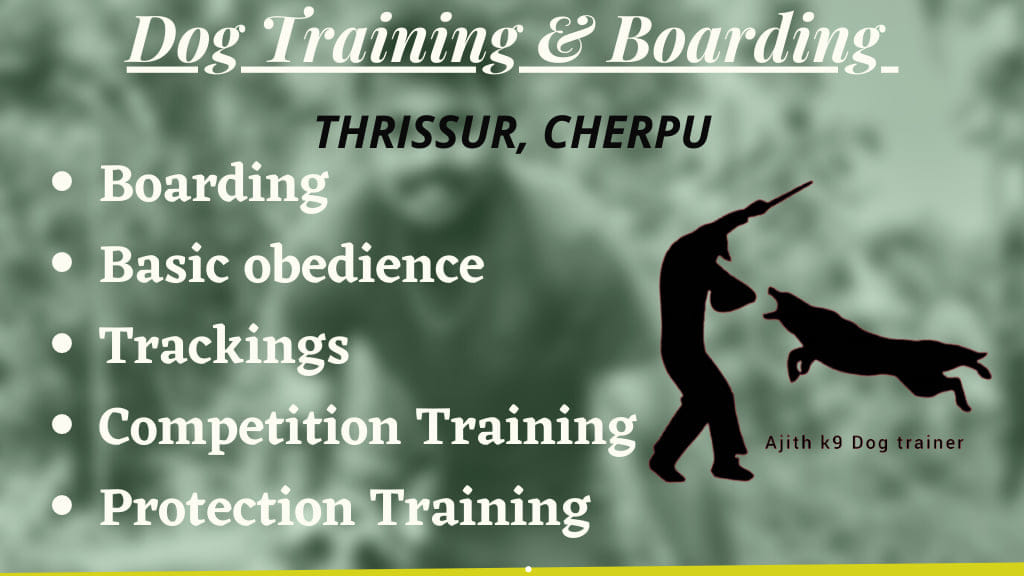 Dog Training & Boarding
THRISSUR, CHERPU
• Boarding
• Basic obedience
• Trackings
• Competition Training
• Protection Training
Ajith k9 Dog trainer